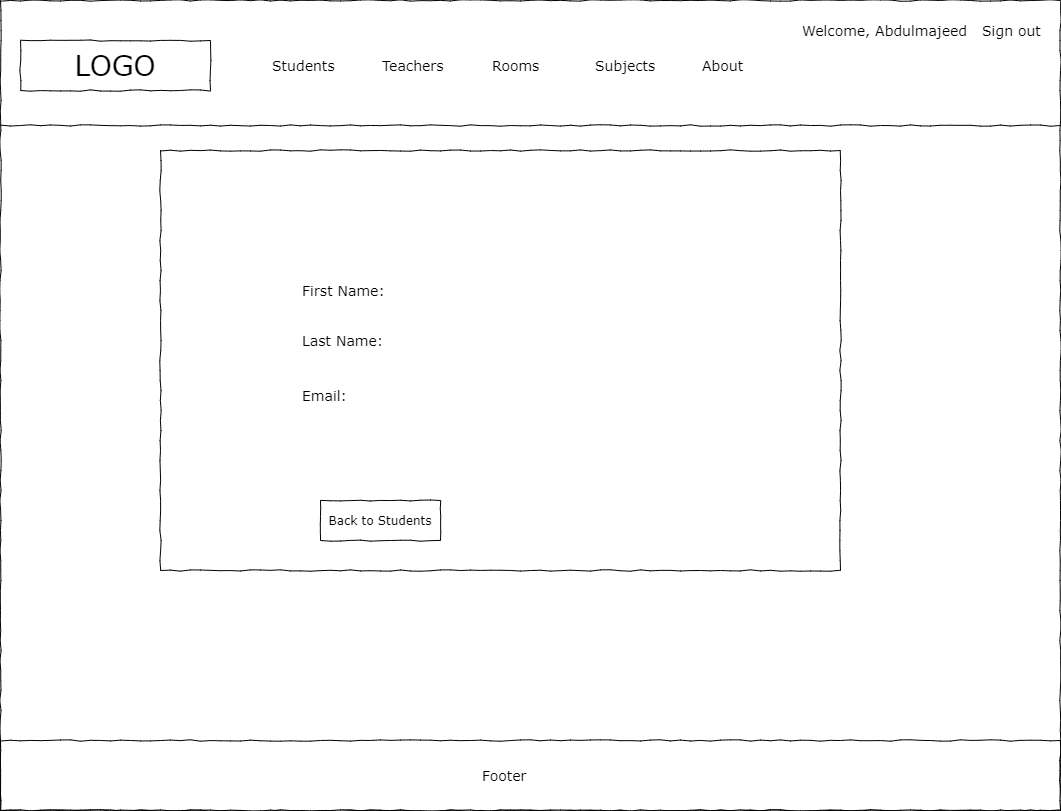 Welcome, Abdulmajeed Sign out
LOGO
Students Teachers Rooms Subjects About
First Name:
Last Name:
Email:
Back to Students
Footer